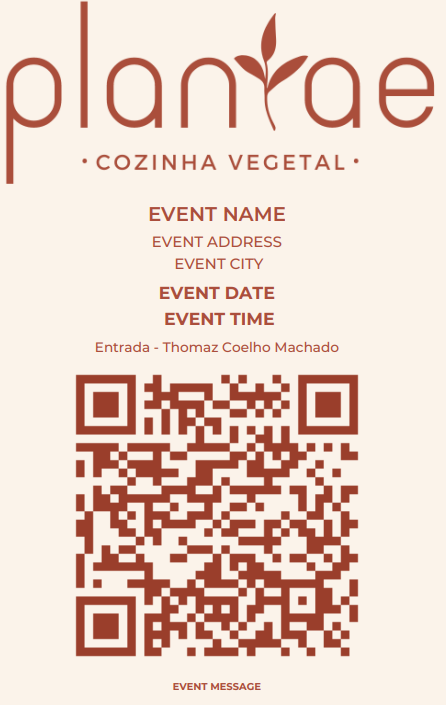 plantae
• COZINHA VEGETAL •
EVENT NAME
EVENT ADDRESS
EVENT CITY
EVENT DATE
EVENT TIME
Entrada - Thomaz Coelho Machado
EVENT MESSAGE